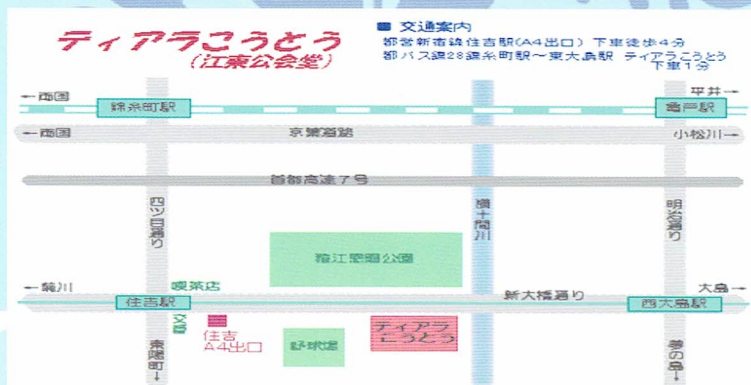 ティアラこうとう
(江東公会堂)
■ 交通案内
都営新宿線住吉駅(A4出口) 下車徒歩4分
都バス錦28錦糸町駅～東大島駅 ティアラこうとう
下車1分
←両国
平井→
錦糸町駅
亀戸駅
←両国
京葉道路
小松川→
首都高速7号
四ツ目通り
横十間川
明治通り
猿江恩賜公園
←菊川
喫茶店
新大橋通り
大島→
住吉駅
西大島駅
交番
住吉
A4出口
野球場
ティアラ
こうとう
東陽町→
夢の島→